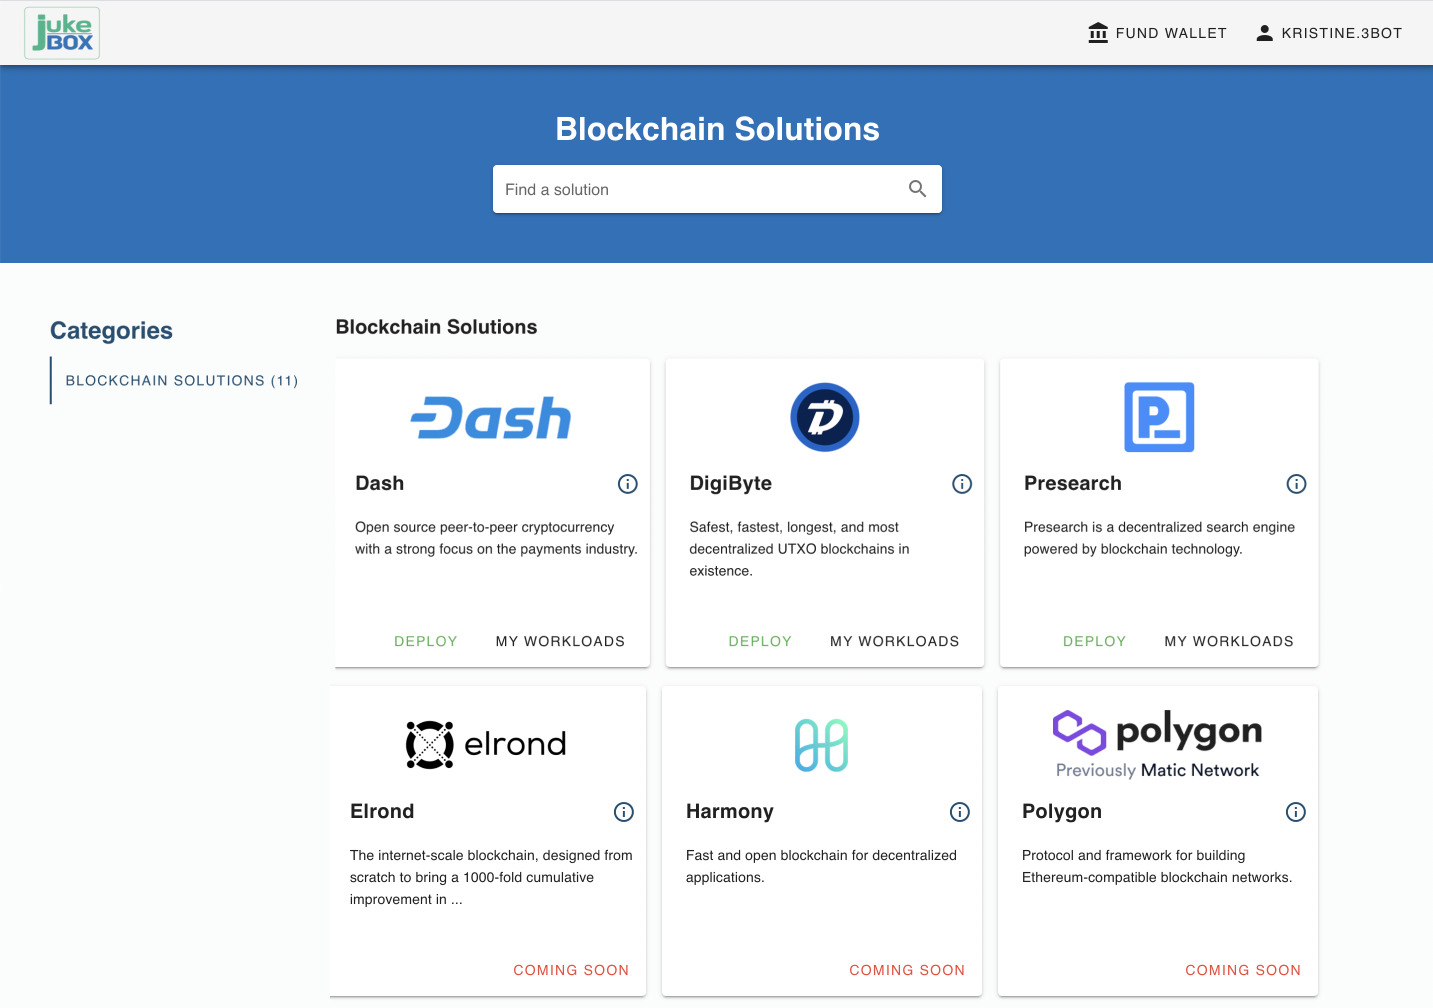 juke
BOX
FUND WALLET
KRISTINE.3BOT
Blockchain Solutions
Find a solution
Categories
BLOCKCHAIN SOLUTIONS (11)
Blockchain Solutions
Dash
Dash
Open source peer-to-peer cryptocurrency
with a strong focus on the payments industry.
DEPLOY
MY WORKLOADS
DigiByte
Safest, fastest, longest, and most
decentralized UTXO blockchains in
existence.
DEPLOY
MY WORKLOADS
P_
Presearch
Presearch is a decentralized search engine
powered by blockchain technology.
DEPLOY
MY WORKLOADS
elrond
Elrond
The internet-scale blockchain, designed from
scratch to bring a 1000-fold cumulative
improvement in ...
COMING SOON
Harmony
Fast and open blockchain for decentralized
applications.
COMING SOON
polygon
Previously Matic Network
Polygon
Protocol and framework for building
Ethereum-compatible blockchain networks.
COMING SOON